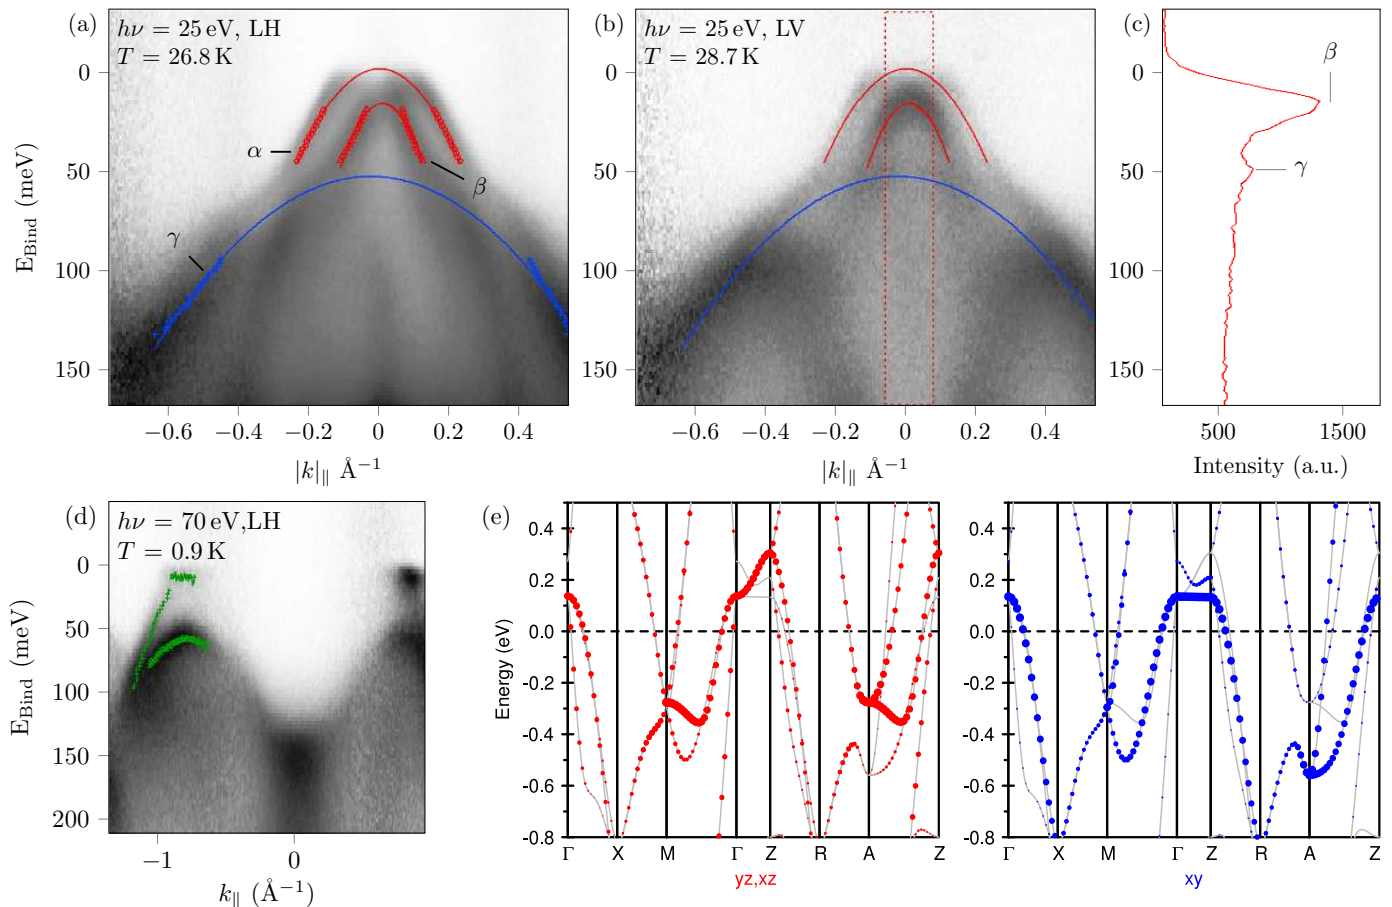 (a)
hν = 25 eV, LH
T = 26.8 K
0
50
100
150
E_Bind (meV)
α
β
γ
−0.6
−0.4
−0.2
0
0.2
0.4
|k|∥ Å⁻¹
(b)
hν = 25 eV, LV
T = 28.7 K
0
50
100
150
−0.6
−0.4
−0.2
0
0.2
0.4
|k|∥ Å⁻¹
(c)
β
γ
0
50
100
150
500
1500
Intensity (a.u.)
(d)
hν = 70 eV,LH
T = 0.9 K
0
50
100
150
200
E_Bind (meV)
−1
0
k∥ (Å⁻¹)
(e)
Energy (eV)
0.4
0.2
0.0
-0.2
-0.4
-0.6
-0.8
Γ X M Γ Z R A Z
yz,xz
0.4
0.2
0.0
-0.2
-0.4
-0.6
-0.8
Γ X M Γ Z R A Z
xy